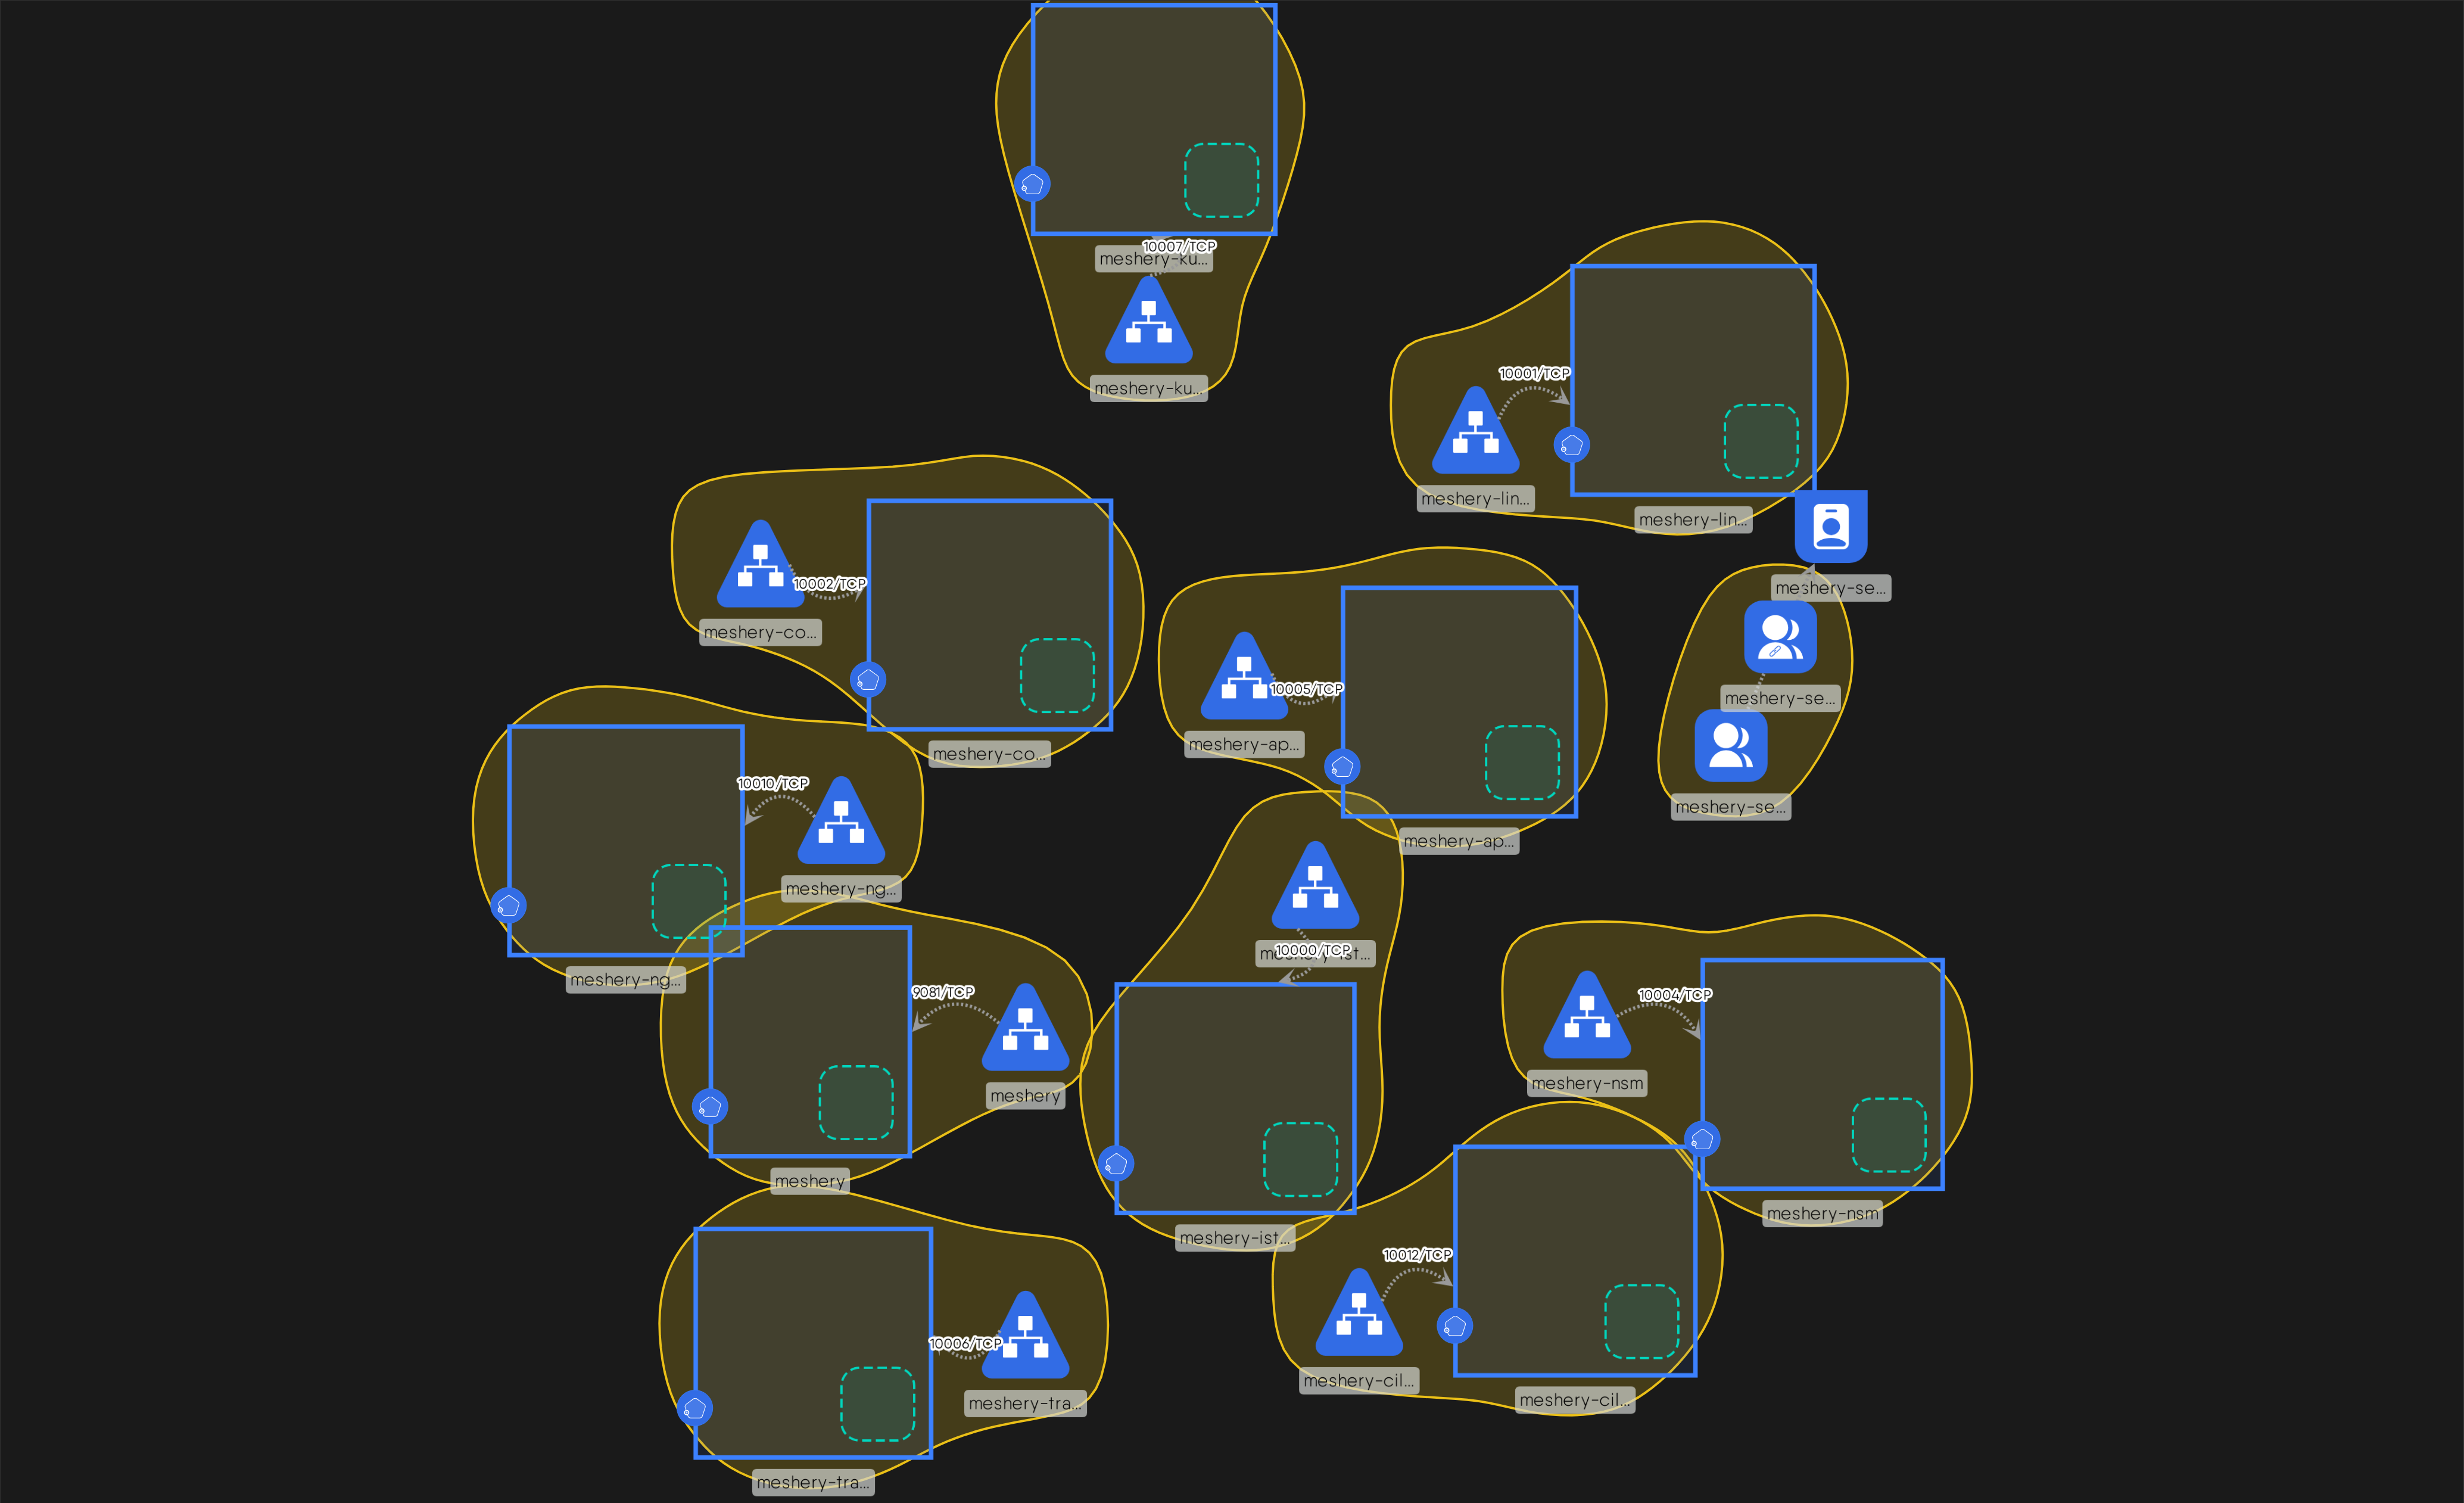 10007/TCP
meshery-ku...
meshery-ku...
10001/TCP
meshery-lin...
meshery-lin...
10002/TCP
meshery-co...
meshery-co...
meshery-se...
meshery-se...
meshery-se...
10005/TCP
meshery-ap...
meshery-ap...
10010/TCP
meshery-ng...
meshery-ng...
10000/TCP
meshery-ist...
meshery-ist...
9081/TCP
meshery
meshery
10004/TCP
meshery-nsm
meshery-nsm
10012/TCP
meshery-cil...
meshery-cil...
10006/TCP
meshery-tra...
meshery-tra...